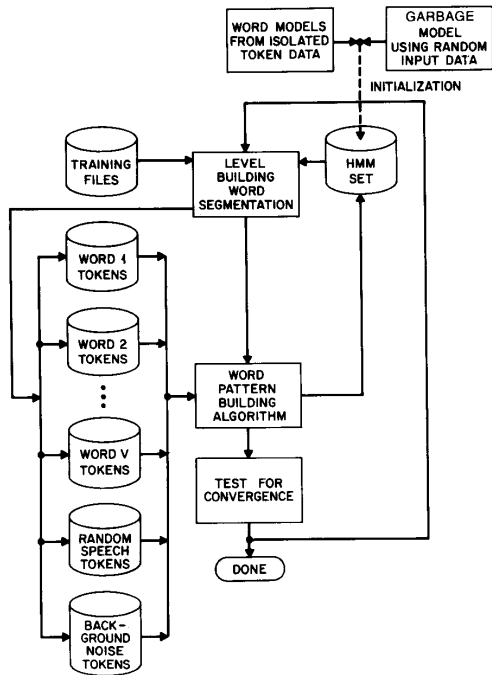 WORD MODELS
FROM ISOLATED
TOKEN DATA
GARBAGE
MODEL
USING RANDOM
INPUT DATA
INITIALIZATION
TRAINING
FILES
LEVEL
BUILDING
WORD
SEGMENTATION
HMM
SET
WORD 1
TOKENS
WORD 2
TOKENS
WORD PATTERN
BUILDING
ALGORITHM
WORD V
TOKENS
TEST FOR
CONVERGENCE
RANDOM
SPEECH
TOKENS
DONE
BACK-
GROUND
NOISE
TOKENS